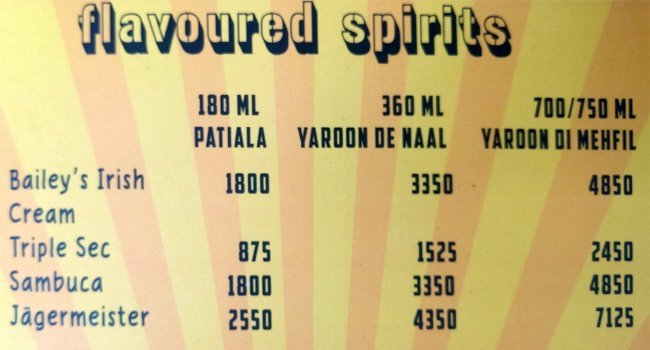 flavoured spirits
180 ML 360 ML 700/750 ML
PATIALA YAROON DE NAAL YAROON DI MEHFIL
Bailey's Irish 1800 3350 4850
Cream
Triple Sec 875 1525 2450
Sambuca 1800 3350 4850
Jägermeister 2550 4350 7125